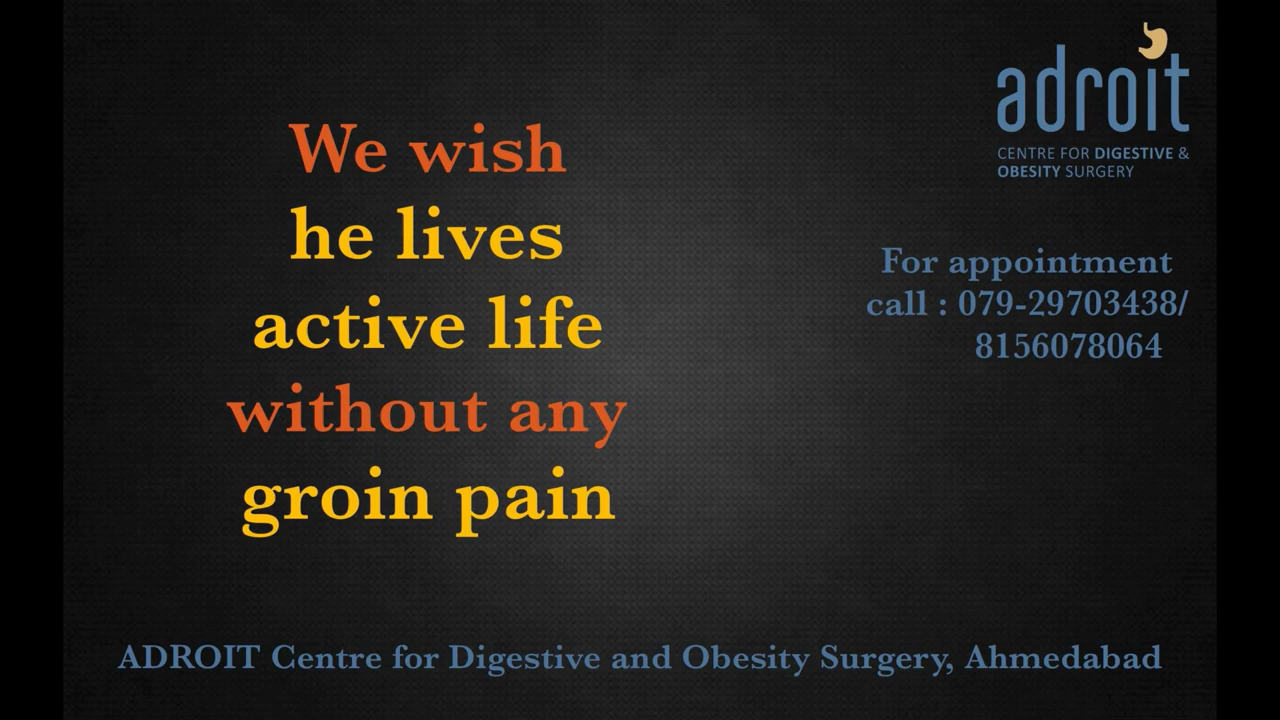 We wish
he lives
active life
without any
groin pain
adroit
CENTRE FOR DIGESTIVE &
OBESITY SURGERY
For appointment
call : 079-29703438/
8156078064
ADROIT Centre for Digestive and Obesity Surgery, Ahmedabad